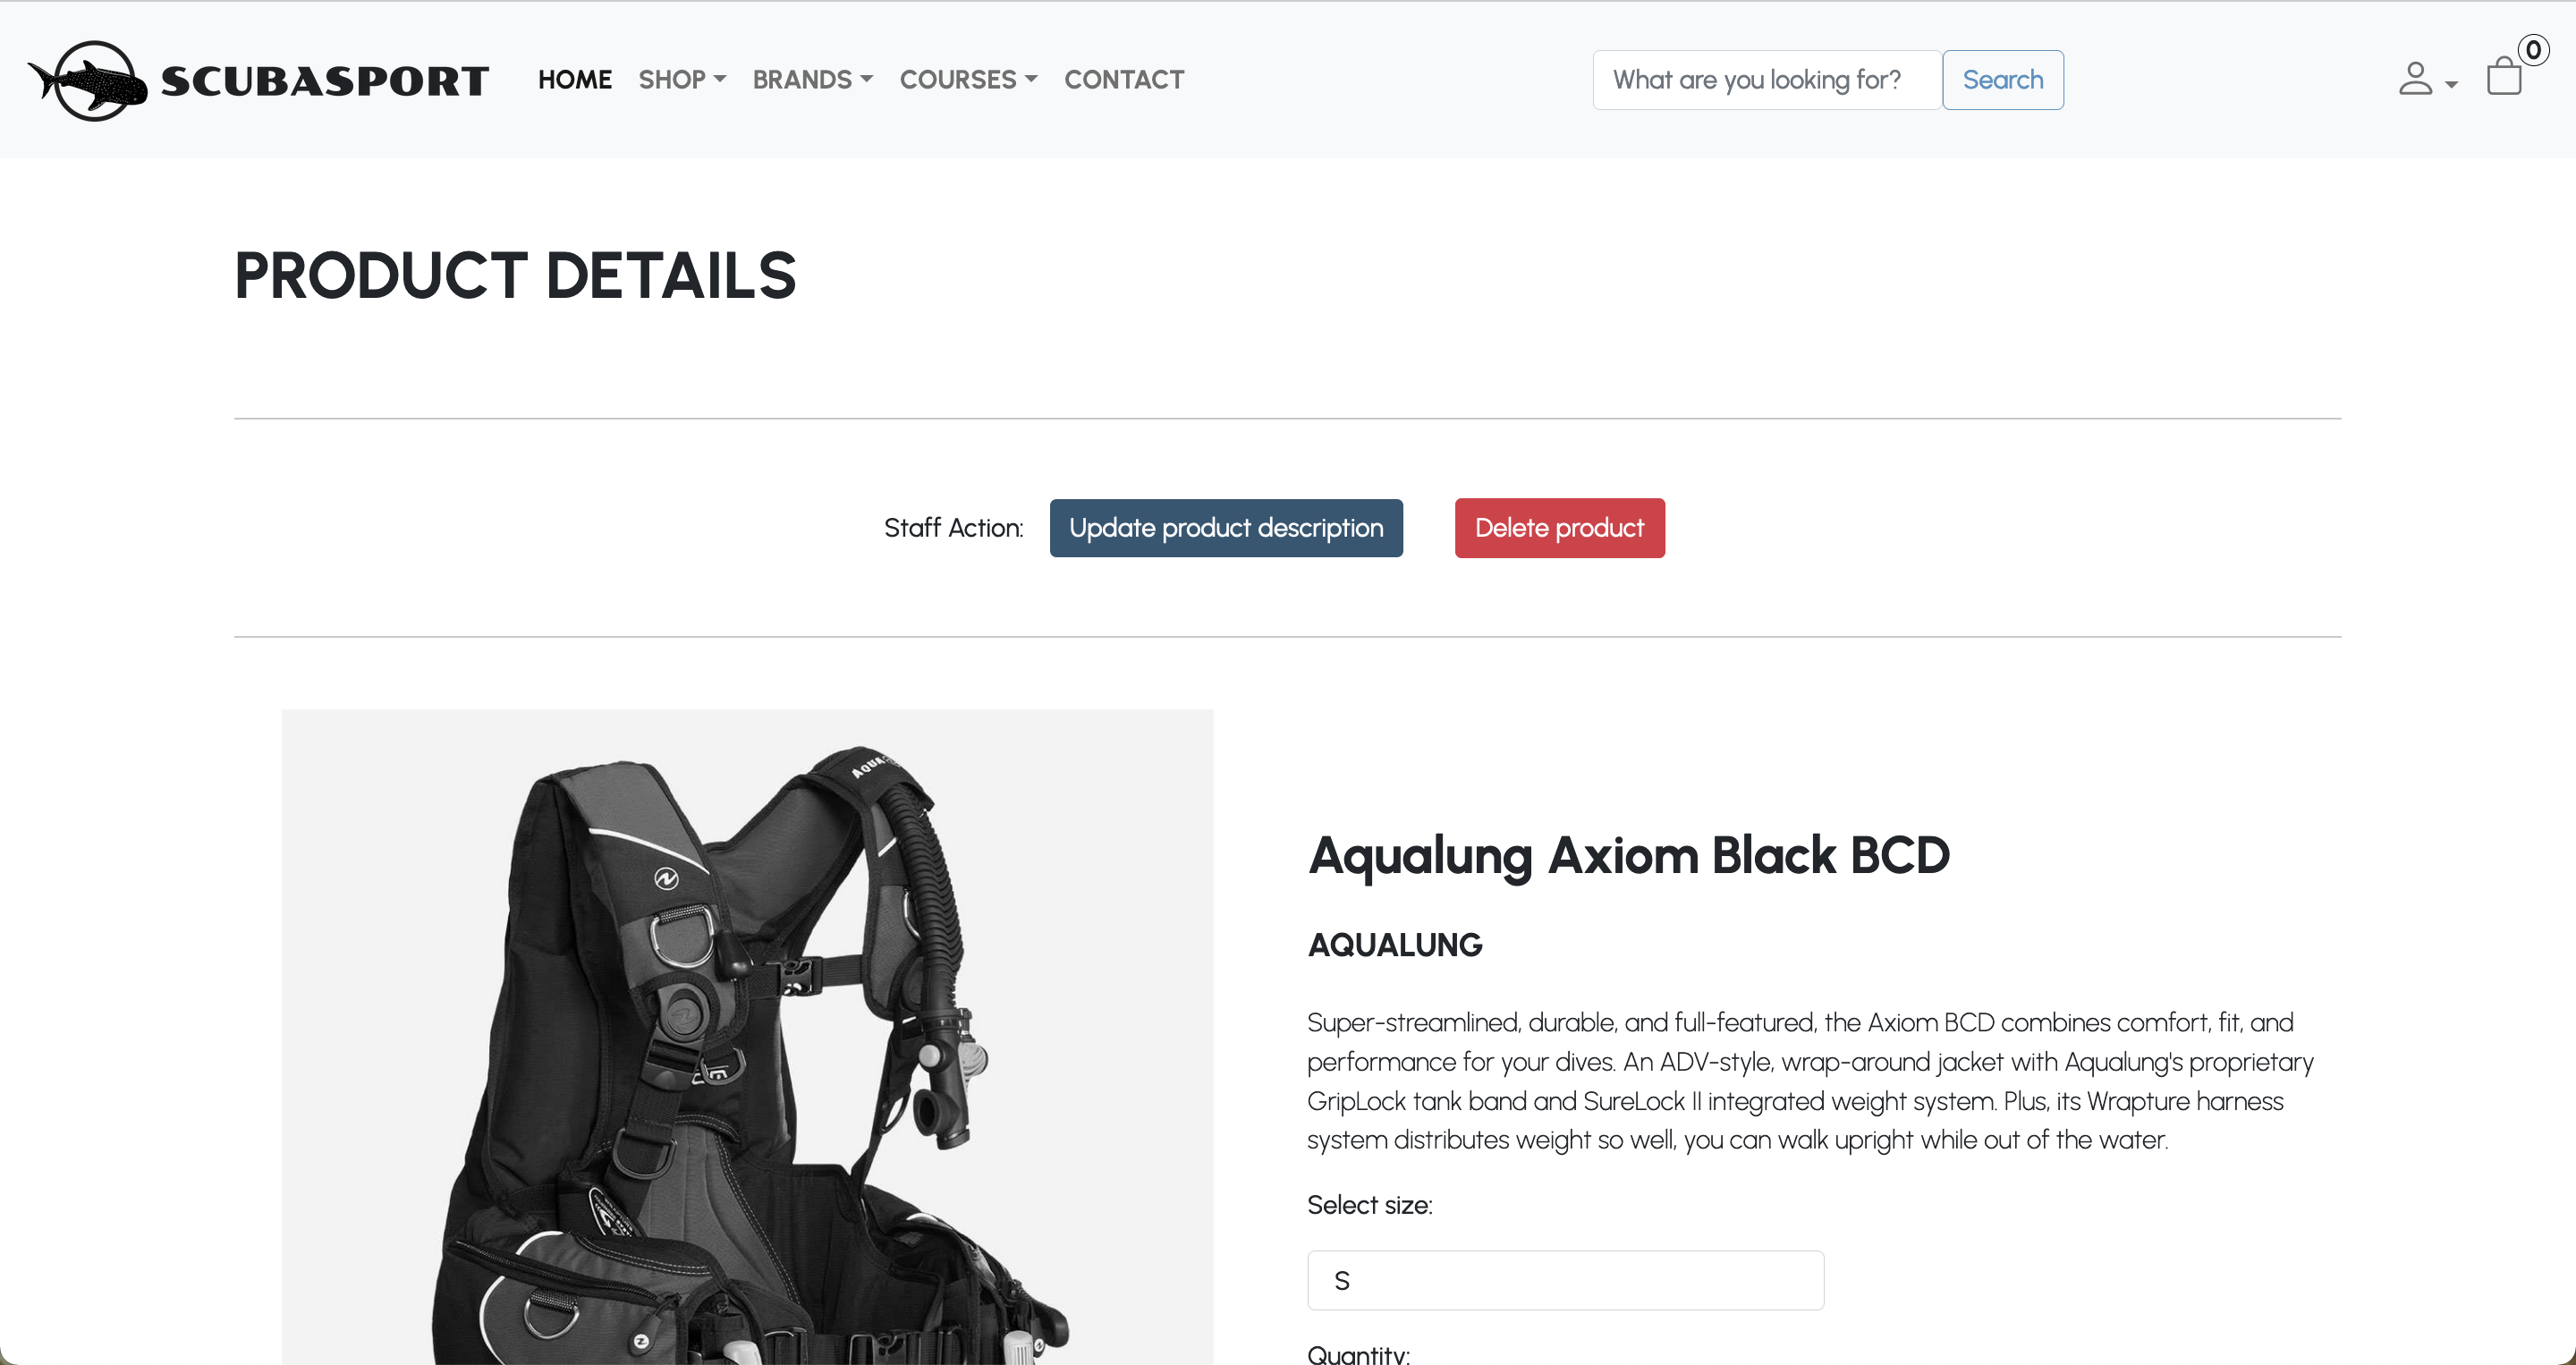 SCUBASPORT
HOME SHOP BRANDS COURSES CONTACT
What are you looking for? Search
0
PRODUCT DETAILS
Staff Action: Update product description Delete product
Aqualung Axiom Black BCD
AQUALUNG
Super-streamlined, durable, and full-featured, the Axiom BCD combines comfort, fit, and
performance for your dives. An ADV-style, wrap-around jacket with Aqualung's proprietary
GripLock tank band and SureLock II integrated weight system. Plus, its Wrapture harness
system distributes weight so well, you can walk upright while out of the water.
Select size:
S
Quantity: